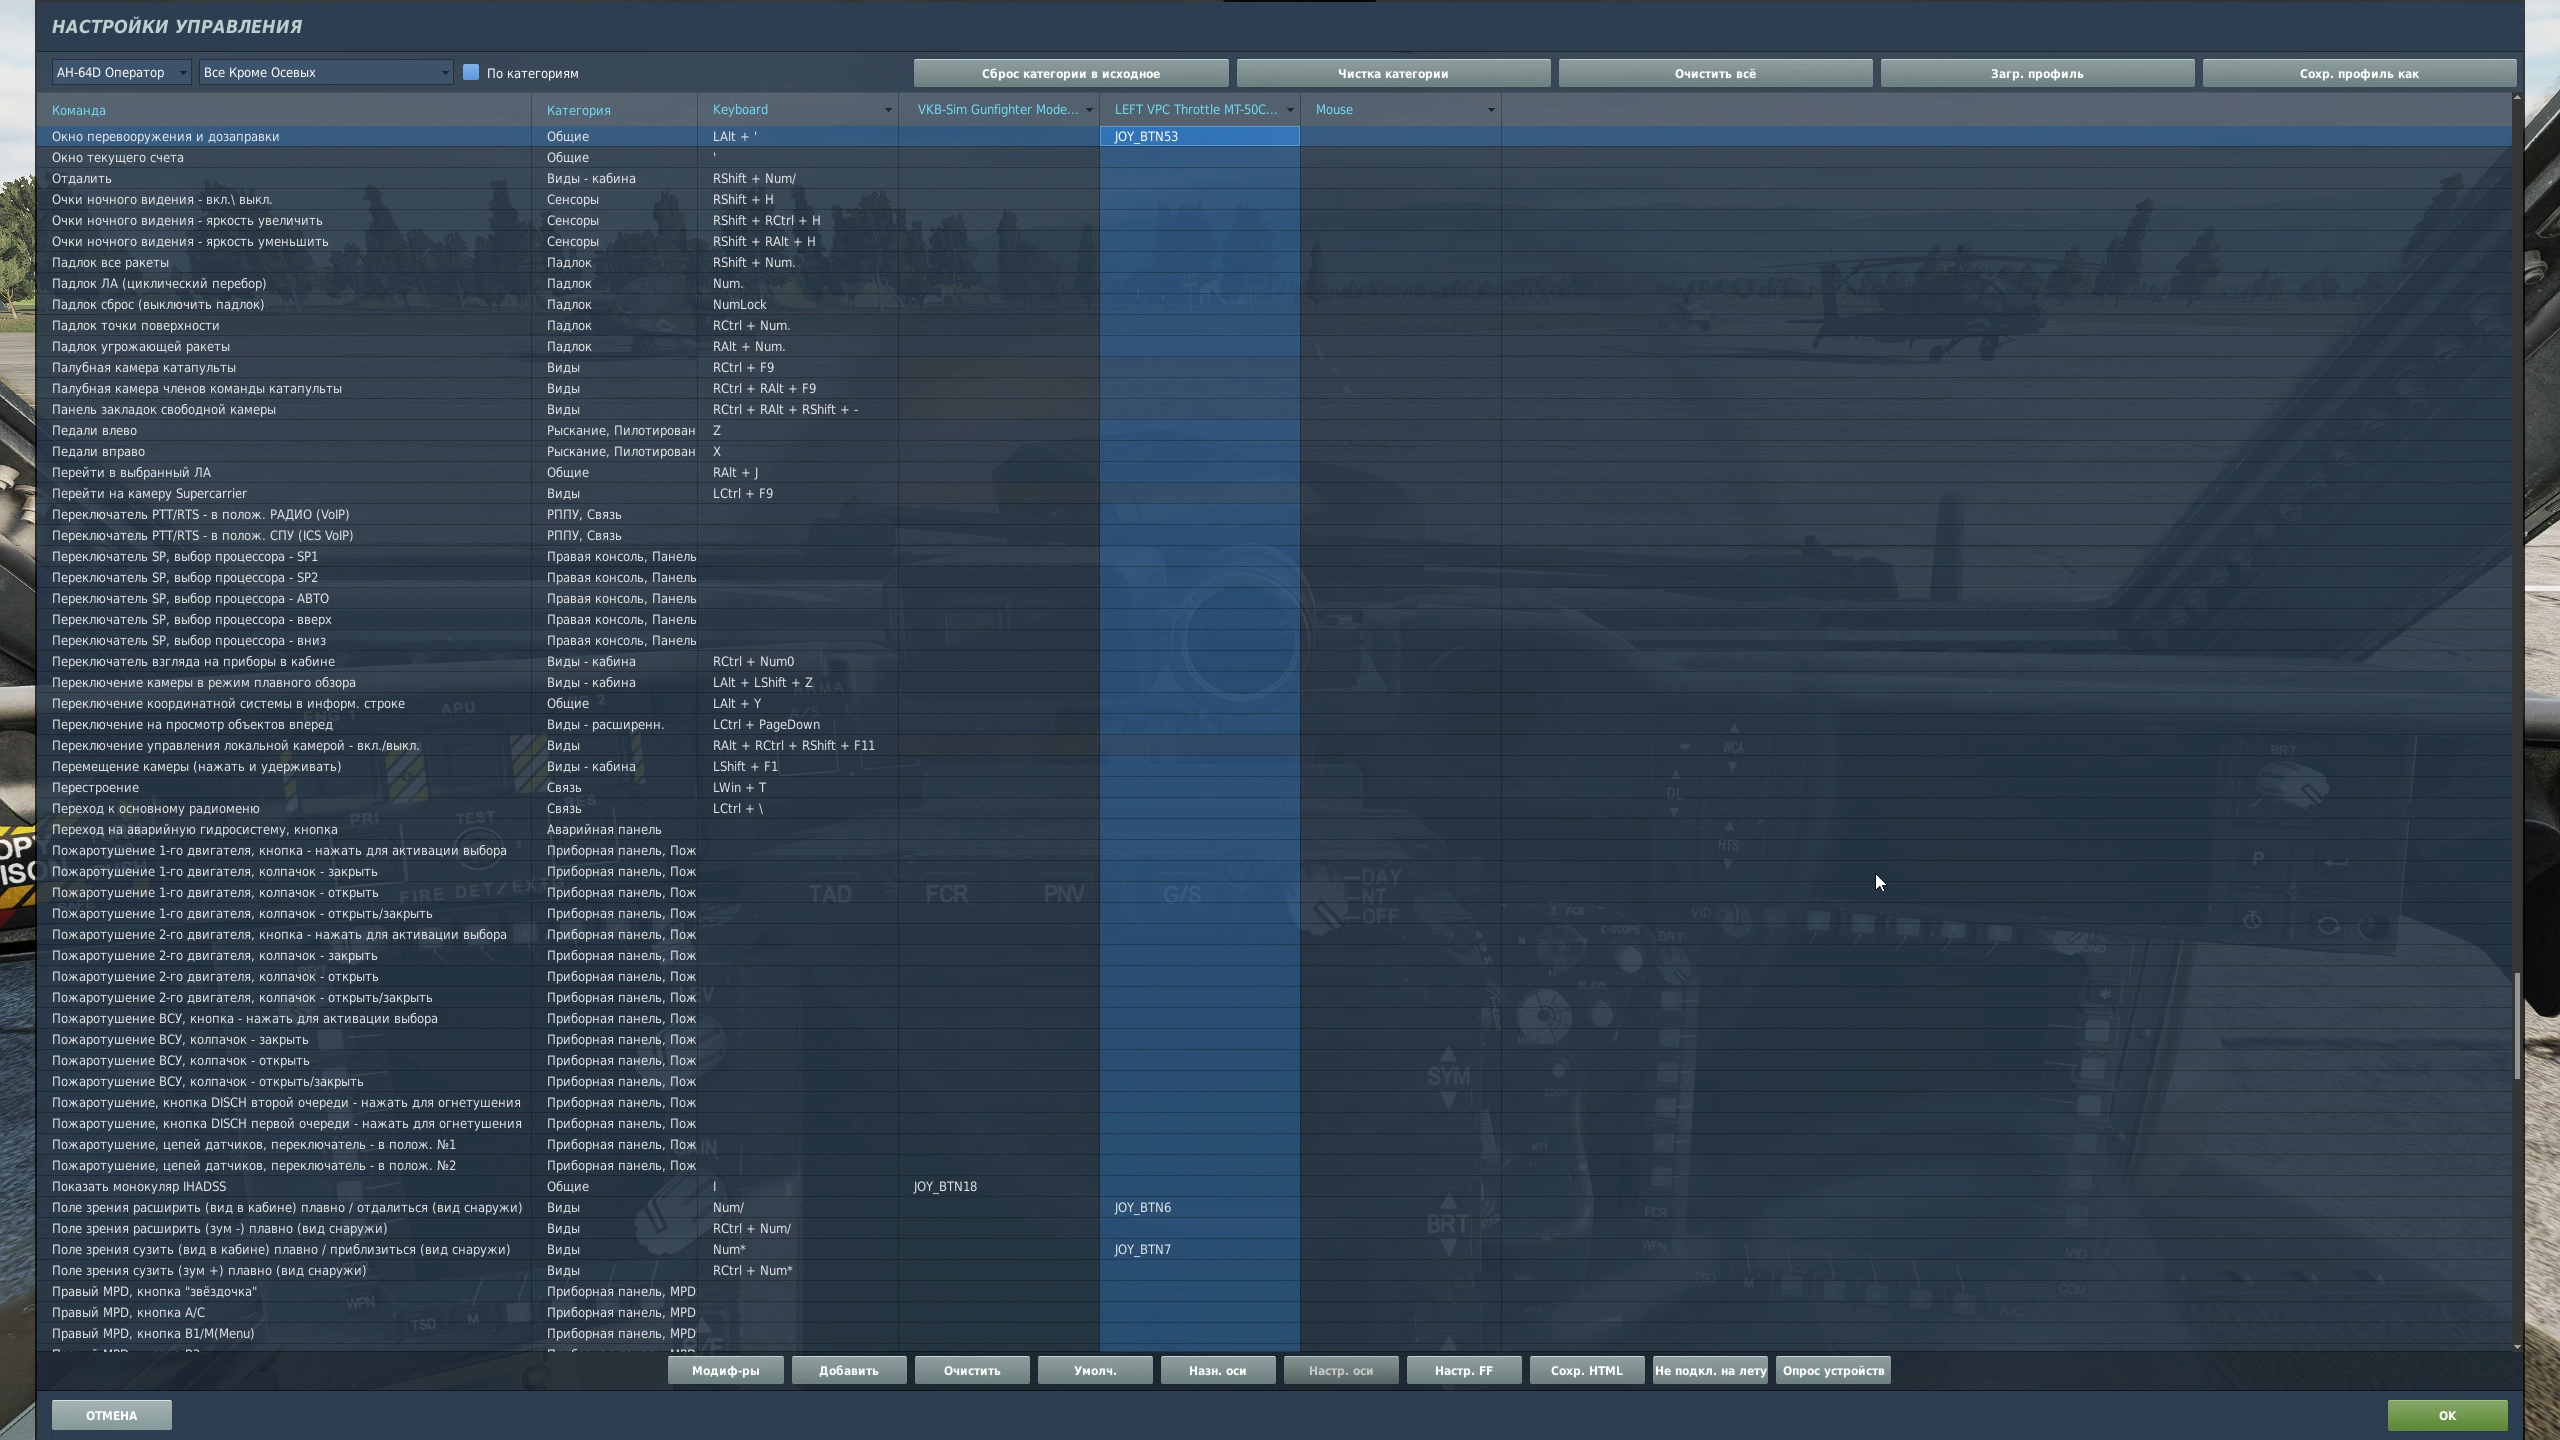 НАСТРОЙКИ УПРАВЛЕНИЯ
AH-64D Оператор Все Кроме Осевых По категориям Сброс категории в исходное Чистка категории Очистить всё Загр. профиль Сохр. профиль как
Команда Категория Keyboard VKB-Sim Gunfighter Mode... LEFT VPC Throttle MT-50C... Mouse
Окно перевооружения и дозаправки Общие LAlt + ' JOY_BTN53
Окно текущего счета Общие '
Отдалить Виды - кабина RShift + Num/
Очки ночного видения - вкл.\ выкл. Сенсоры RShift + H
Очки ночного видения - яркость увеличить Сенсоры RShift + RCtrl + H
Очки ночного видения - яркость уменьшить Сенсоры RShift + RAlt + H
Падлок все ракеты Падлок RShift + Num.
Падлок ЛА (циклический перебор) Падлок Num.
Падлок сброс (выключить падлок) Падлок NumLock
Падлок точки поверхности Падлок RCtrl + Num.
Падлок угрожающей ракеты Падлок RAlt + Num.
Палубная камера катапульты Виды RCtrl + F9
Палубная камера членов команды катапульты Виды RCtrl + RAlt + F9
Панель закладок свободной камеры Виды RCtrl + RAlt + RShift + -
Педали влево Рыскание, Пилотирован Z
Педали вправо Рыскание, Пилотирован X
Перейти в выбранный ЛА Общие RAlt + J
Перейти на камеру Supercarrier Виды LCtrl + F9
Переключатель PTT/RTS - в полож. РАДИО (VoIP) РППУ, Связь
Переключатель PTT/RTS - в полож. СПУ (ICS VoIP) РППУ, Связь
Переключатель SP, выбор процессора - SP1 Правая консоль, Панель
Переключатель SP, выбор процессора - SP2 Правая консоль, Панель
Переключатель SP, выбор процессора - АВТО Правая консоль, Панель
Переключатель SP, выбор процессора - вверх Правая консоль, Панель
Переключатель SP, выбор процессора - вниз Правая консоль, Панель
Переключатель взгляда на приборы в кабине Виды - кабина RCtrl + Num0
Переключение камеры в режим плавного обзора Виды - кабина LAlt + LShift + Z
Переключение координатной системы в информ. строке Общие LAlt + Y
Переключение на просмотр объектов вперед Виды - расширенн. LCtrl + PageDown
Переключение управления локальной камерой - вкл./выкл. Виды RAlt + RCtrl + RShift + F11
Перемещение камеры (нажать и удерживать) Виды - кабина LShift + F1
Перестроение Связь LWin + T
Переход к основному радиоменю Связь LCtrl + \
Переход на аварийную гидросистему, кнопка Аварийная панель
Пожаротушение 1-го двигателя, кнопка - нажать для активации выбора Приборная панель, Пож
Пожаротушение 1-го двигателя, колпачок - закрыть Приборная панель, Пож
Пожаротушение 1-го двигателя, колпачок - открыть Приборная панель, Пож
Пожаротушение 1-го двигателя, колпачок - открыть/закрыть Приборная панель, Пож
Пожаротушение 2-го двигателя, кнопка - нажать для активации выбора Приборная панель, Пож
Пожаротушение 2-го двигателя, колпачок - закрыть Приборная панель, Пож
Пожаротушение 2-го двигателя, колпачок - открыть Приборная панель, Пож
Пожаротушение 2-го двигателя, колпачок - открыть/закрыть Приборная панель, Пож
Пожаротушение ВСУ, кнопка - нажать для активации выбора Приборная панель, Пож
Пожаротушение ВСУ, колпачок - закрыть Приборная панель, Пож
Пожаротушение ВСУ, колпачок - открыть Приборная панель, Пож
Пожаротушение ВСУ, колпачок - открыть/закрыть Приборная панель, Пож
Пожаротушение, кнопка DISCH второй очереди - нажать для огнетушения Приборная панель, Пож
Пожаротушение, кнопка DISCH первой очереди - нажать для огнетушения Приборная панель, Пож
Пожаротушение, цепей датчиков, переключатель - в полож. №1 Приборная панель, Пож
Пожаротушение, цепей датчиков, переключатель - в полож. №2 Приборная панель, Пож
Показать монокуляр IHADSS Общие I JOY_BTN18
Поле зрения расширить (вид в кабине) плавно / отдалиться (вид снаружи) Виды Num/ JOY_BTN6
Поле зрения расширить (зум -) плавно (вид снаружи) Виды RCtrl + Num/
Поле зрения сузить (вид в кабине) плавно / приблизиться (вид снаружи) Виды Num* JOY_BTN7
Поле зрения сузить (зум +) плавно (вид снаружи) Виды RCtrl + Num*
Правый MPD, кнопка "звёздочка" Приборная панель, MPD
Правый MPD, кнопка A/C Приборная панель, MPD
Правый MPD, кнопка B1/M(Menu) Приборная панель, MPD
Модиф-ры Добавить Очистить Умолч. Назн. оси Настр. оси Настр. FF Сохр. HTML Не подкл. на лету Опрос устройств
ОТМЕНА OK